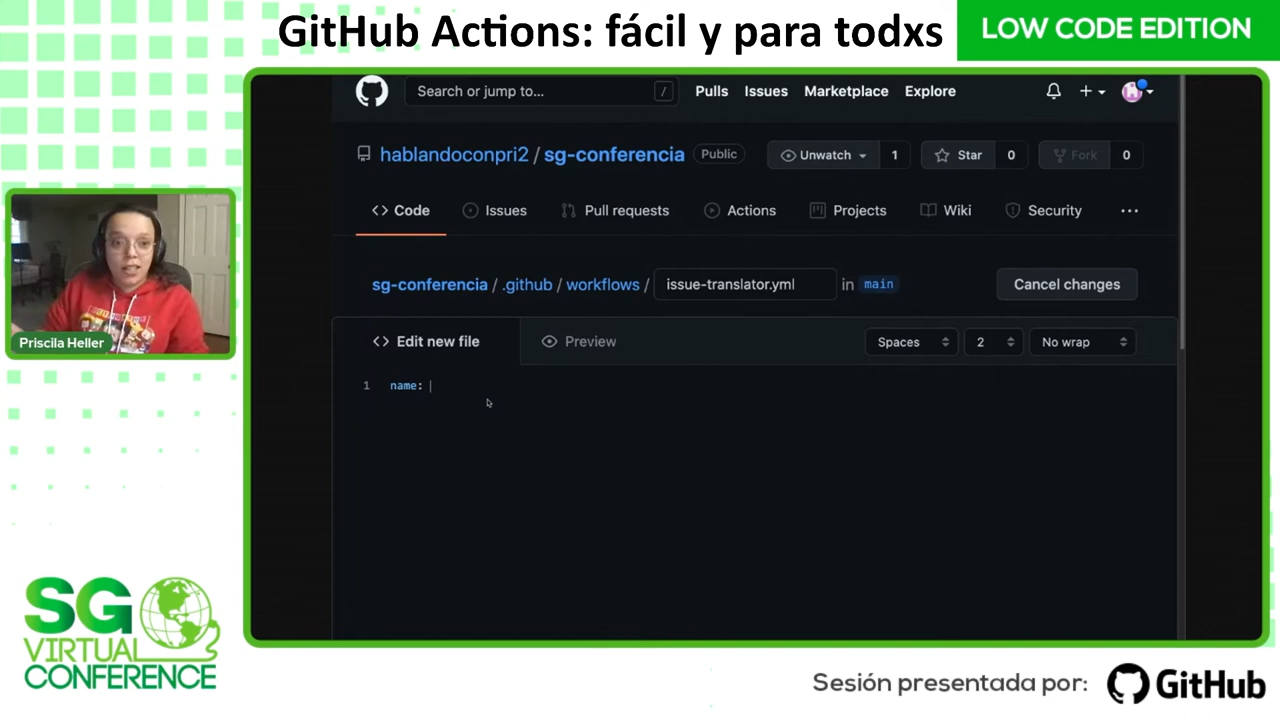 GitHub Actions: fácil y para todxs
LOW CODE EDITION
Search or jump to... /
Pulls Issues Marketplace Explore
hablandoconpri2 / sg-conferencia Public
Unwatch 1 Star 0 Fork 0
Code Issues Pull requests Actions Projects Wiki Security
sg-conferencia / .github / workflows / issue-translator.yml in main
Cancel changes
Edit new file Preview Spaces 2 No wrap
1 name:
Priscila Heller
SG
VIRTUAL
CONFERENCE
Sesión presentada por: GitHub